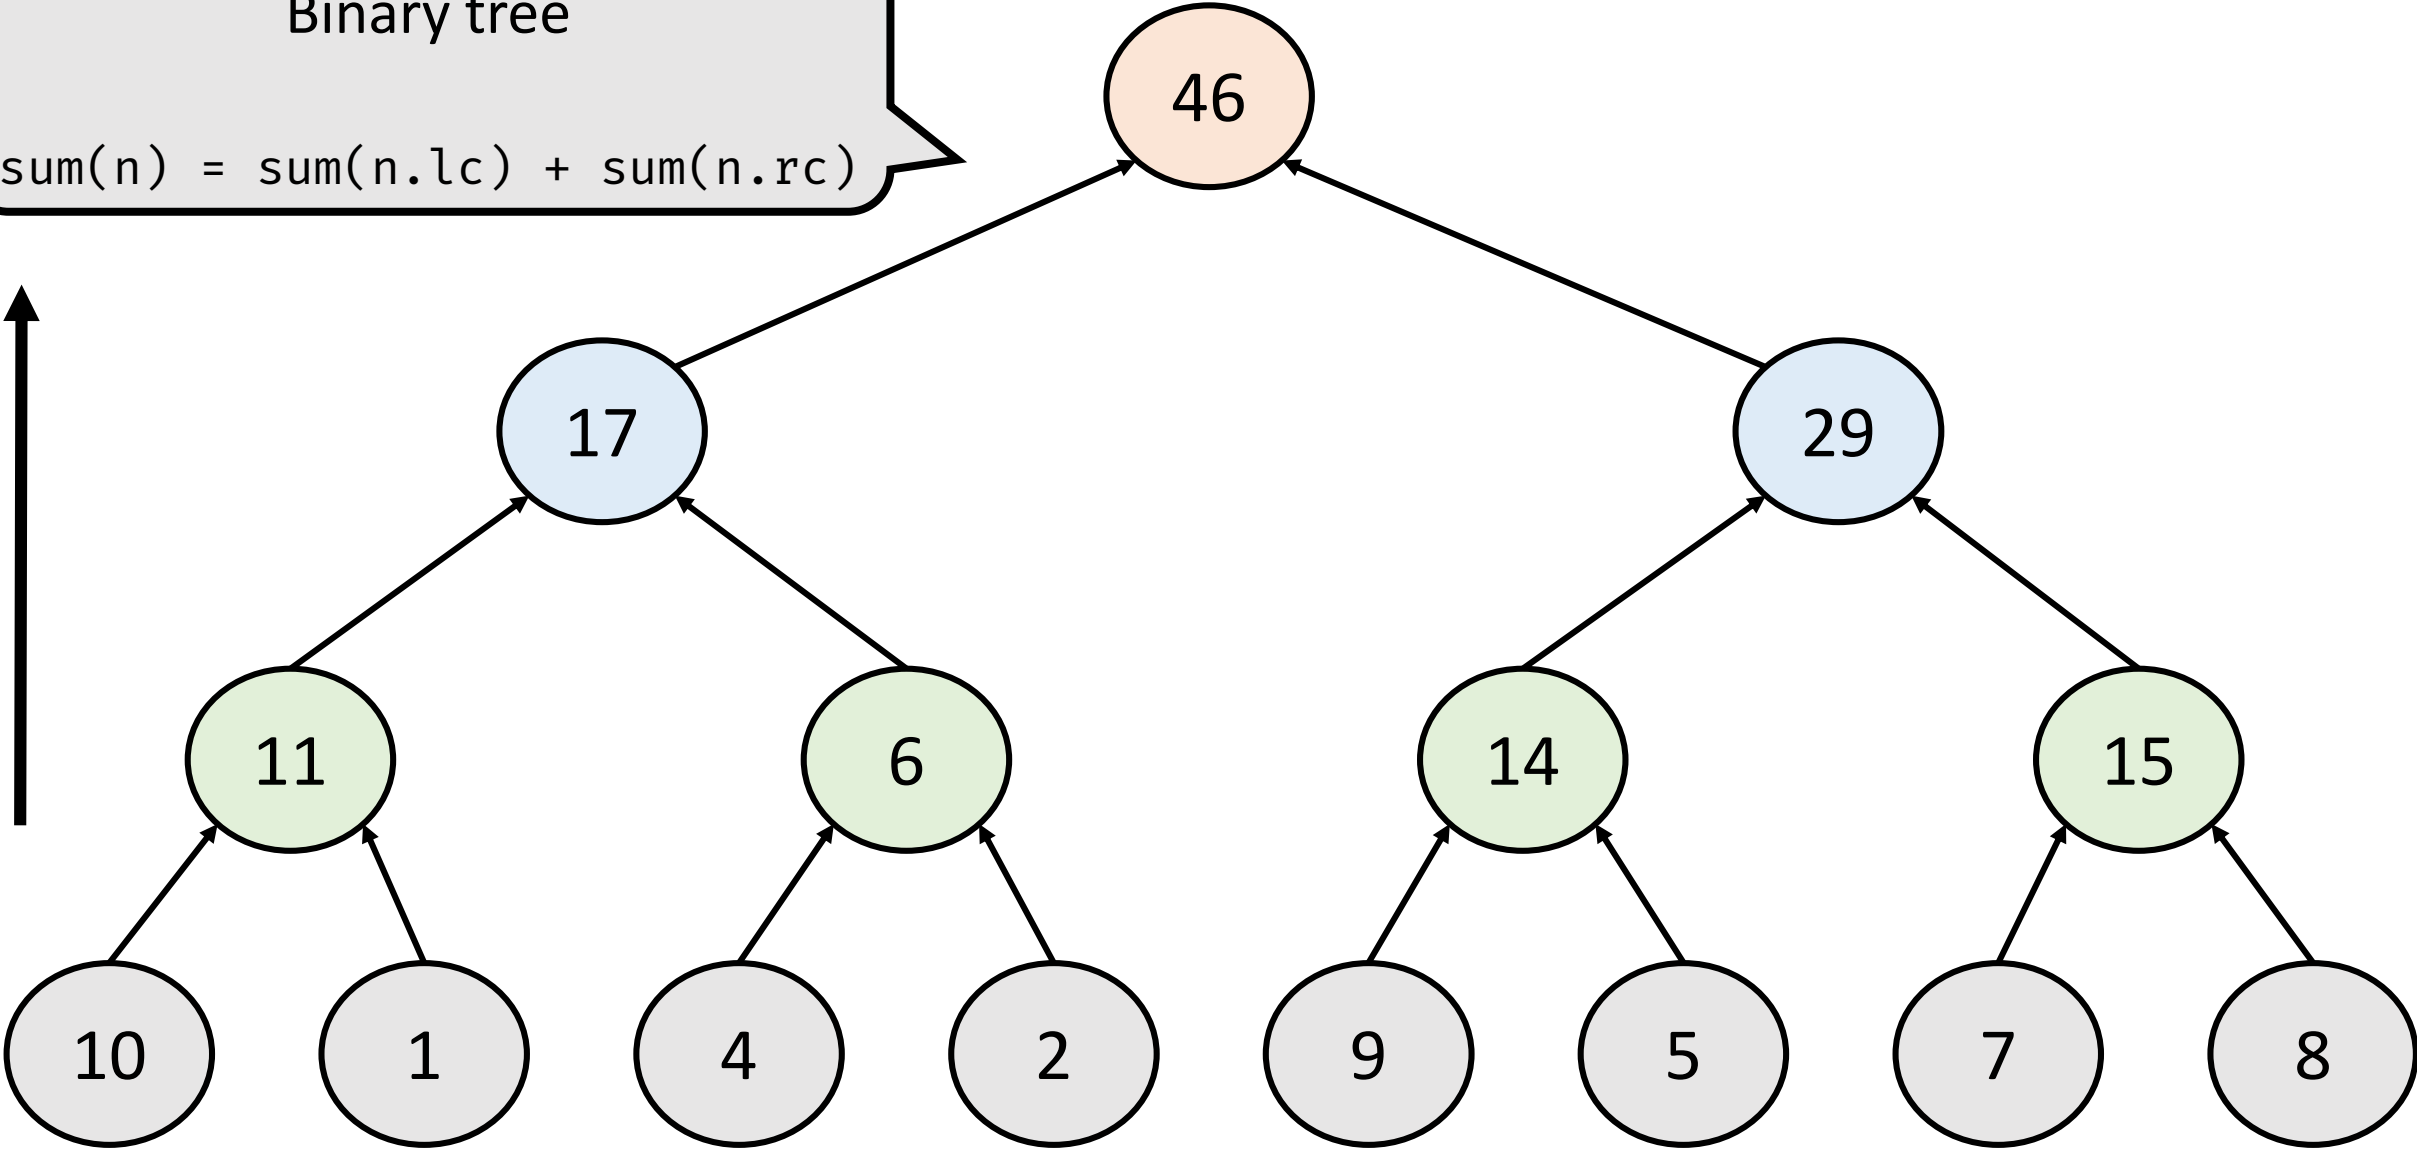 Binary tree
sum(n) = sum(n.lc) + sum(n.rc)
46
17 29
11 6 14 15
10 1 4 2 9 5 7 8